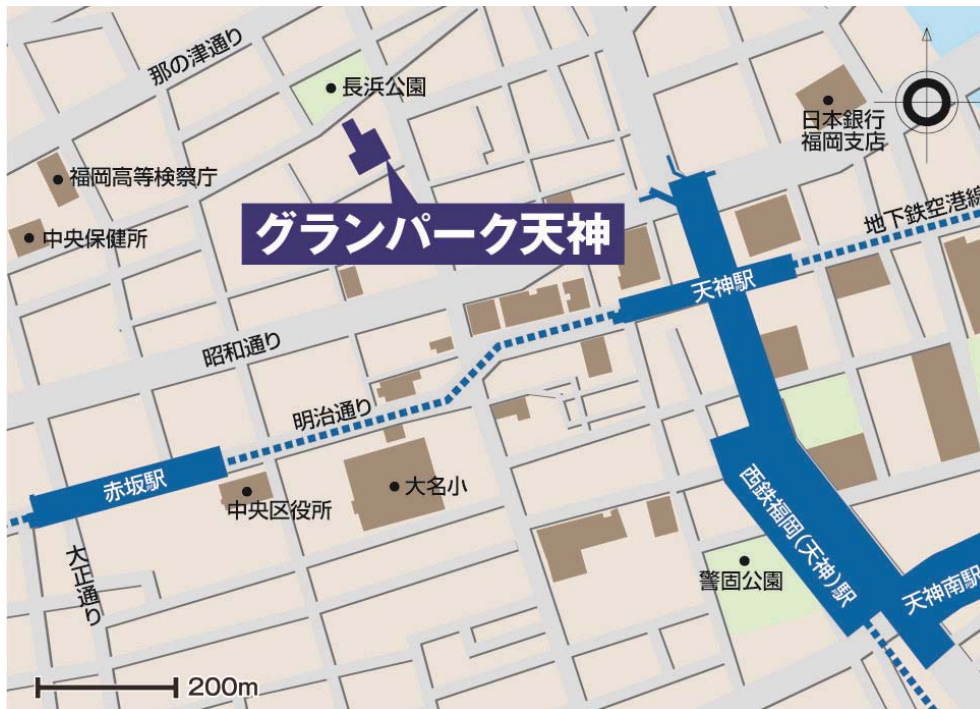 那の津通り
長浜公園
日本銀行
福岡支店
福岡高等検察庁
中央保健所
グランパーク天神
地下鉄空港線
天神駅
昭和通り
明治通り
赤坂駅
中央区役所
大名小
西鉄福岡(天神)駅
大正通り
警固公園
天神南駅
200m